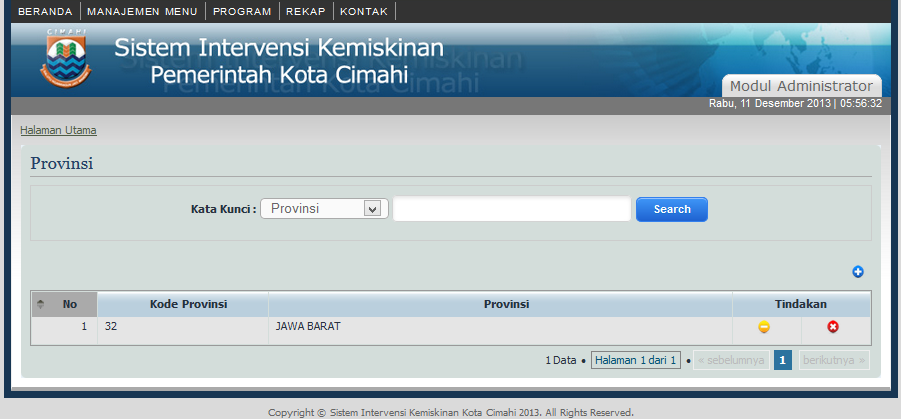 BERANDA MANAJEMEN MENU PROGRAM REKAP KONTAK
CIMAHI
Sistem Intervensi Kemiskinan
Pemerintah Kota Cimahi
Modul Administrator
Rabu, 11 Desember 2013 | 05:56:32
Halaman Utama
Provinsi
Kata Kunci : Provinsi Search
No Kode Provinsi Provinsi Tindakan
1 32 JAWA BARAT
1 Data • Halaman 1 dari 1 • « sebelumnya 1 berikutnya »
Copyright © Sistem Intervensi Kemiskinan Kota Cimahi 2013. All Rights Reserved.